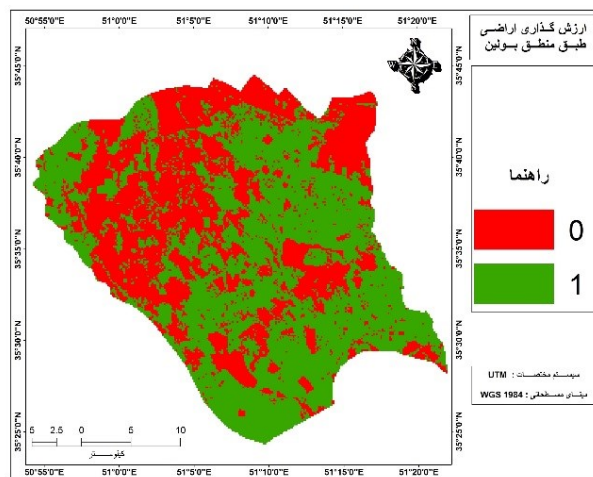 50°55'0"E 51°0'0"E 51°5'0"E 51°10'0"E 51°15'0"E 51°20'0"E
35°45'0"N
35°40'0"N
35°35'0"N
35°30'0"N
35°25'0"N
ارزش گذاری اراضی
طبق منطق بولین
راهنما
0
1
35°40'0"N
35°35'0"N
35°30'0"N
35°25'0"N
سیستم مختصات : UTM
مبنای مسطحاتی : WGS 1984
5 2.5 0 5 10
کیلومتر
50°55'0"E 51°0'0"E 51°5'0"E 51°10'0"E 51°15'0"E 51°20'0"E